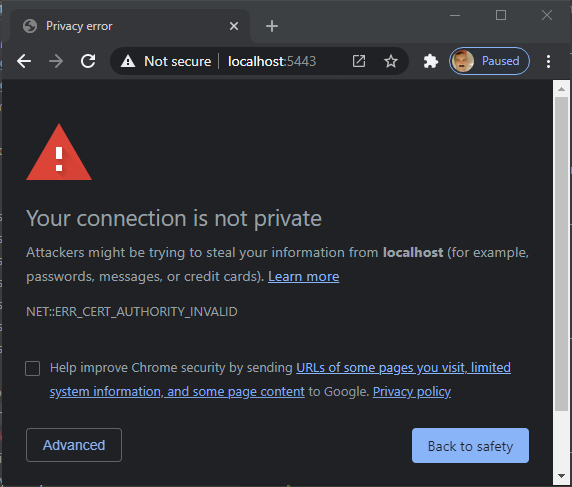 Privacy error
Not secure localhost:5443
Paused
Your connection is not private
Attackers might be trying to steal your information from localhost (for example,
passwords, messages, or credit cards). Learn more
NET::ERR_CERT_AUTHORITY_INVALID
Help improve Chrome security by sending URLs of some pages you visit, limited
system information, and some page content to Google. Privacy policy
Advanced
Back to safety